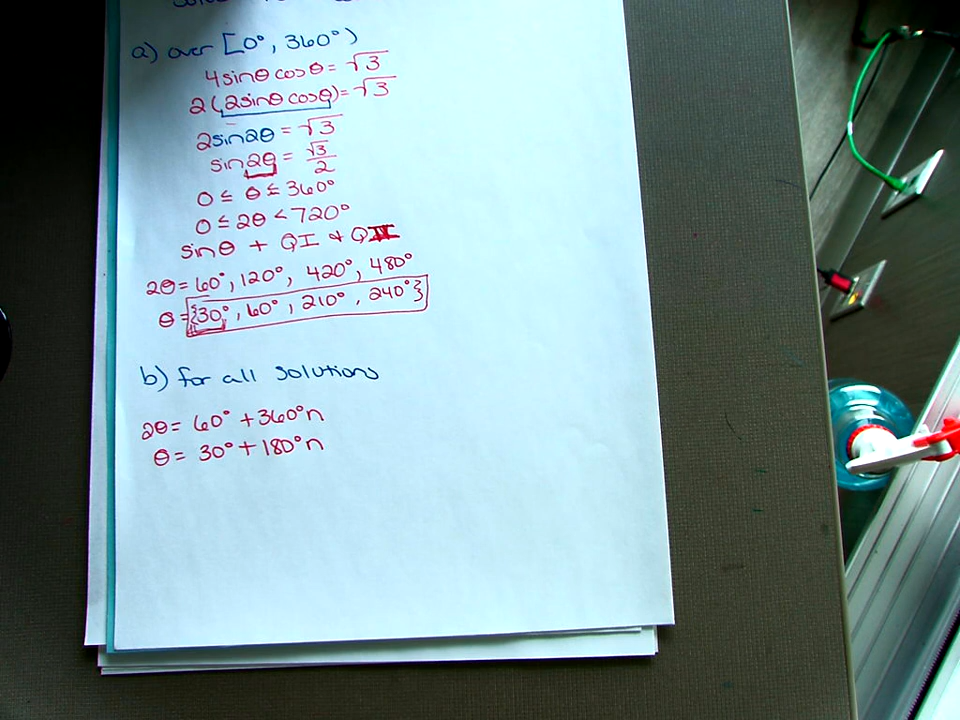 a) over [0°, 360°)
4sinθ cosθ = √3
2(2sinθ cosθ) = √3
2sin2θ = √3
sin2θ = √3/2
0 ≤ θ ≤ 360°
0 ≤ 2θ < 720°
sinθ + QI & QII
2θ = 60°, 120°, 420°, 480°
θ = {30°, 60°, 210°, 240°}
b) for all solutions
2θ = 60° + 360°n
θ = 30° + 180°n